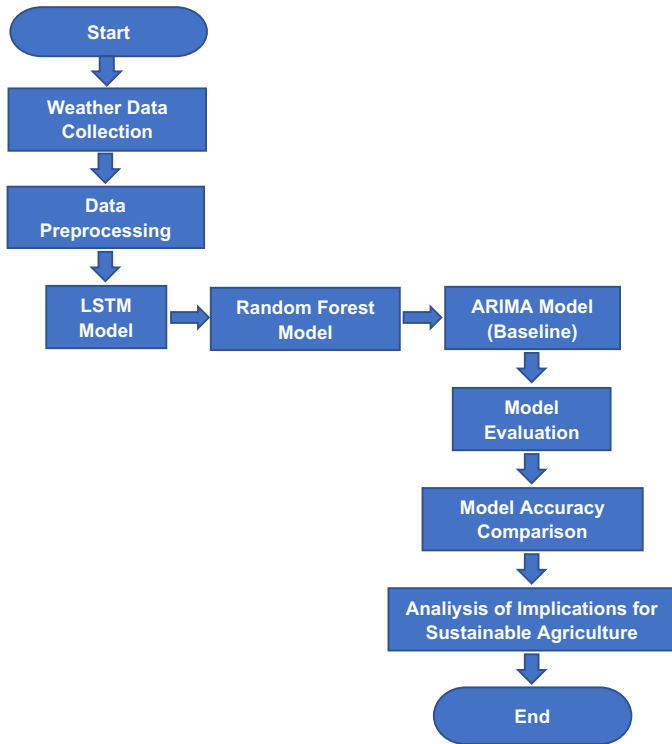 Start
Weather Data
Collection
Data
Preprocessing
LSTM
Model
Random Forest
Model
ARIMA Model
(Baseline)
Model
Evaluation
Model Accuracy
Comparison
Analiysis of Implications for
Sustainable Agriculture
End